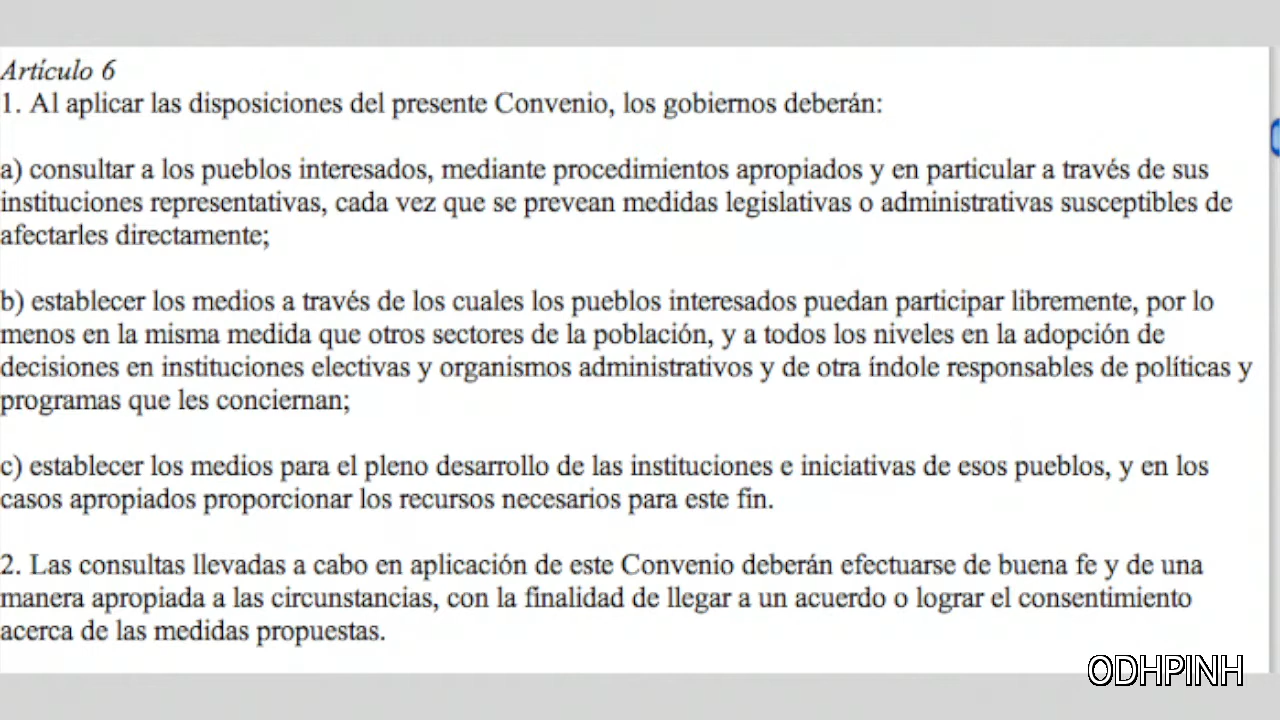 Artículo 6
1. Al aplicar las disposiciones del presente Convenio, los gobiernos deberán:
a) consultar a los pueblos interesados, mediante procedimientos apropiados y en particular a través de sus
instituciones representativas, cada vez que se prevean medidas legislativas o administrativas susceptibles de
afectarles directamente;
b) establecer los medios a través de los cuales los pueblos interesados puedan participar libremente, por lo
menos en la misma medida que otros sectores de la población, y a todos los niveles en la adopción de
decisiones en instituciones electivas y organismos administrativos y de otra índole responsables de políticas y
programas que les conciernan;
c) establecer los medios para el pleno desarrollo de las instituciones e iniciativas de esos pueblos, y en los
casos apropiados proporcionar los recursos necesarios para este fin.
2. Las consultas llevadas a cabo en aplicación de este Convenio deberán efectuarse de buena fe y de una
manera apropiada a las circunstancias, con la finalidad de llegar a un acuerdo o lograr el consentimiento
acerca de las medidas propuestas.
ODHPINH